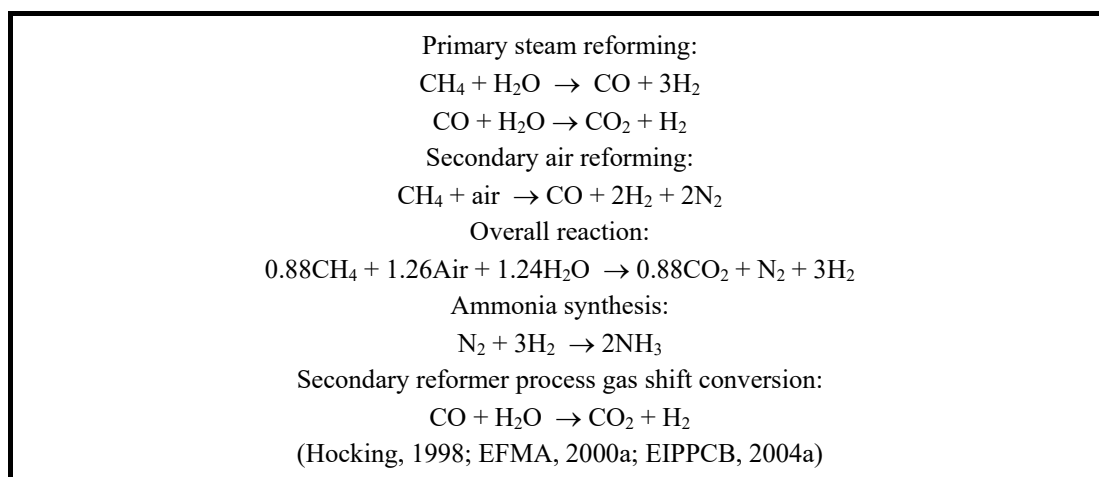 Primary steam reforming:
CH₄ + H₂O → CO + 3H₂
CO + H₂O → CO₂ + H₂
Secondary air reforming:
CH₄ + air → CO + 2H₂ + 2N₂
Overall reaction:
0.88CH₄ + 1.26Air + 1.24H₂O → 0.88CO₂ + N₂ + 3H₂
Ammonia synthesis:
N₂ + 3H₂ → 2NH₃
Secondary reformer process gas shift conversion:
CO + H₂O → CO₂ + H₂
(Hocking, 1998; EFMA, 2000a; EIPPCB, 2004a)